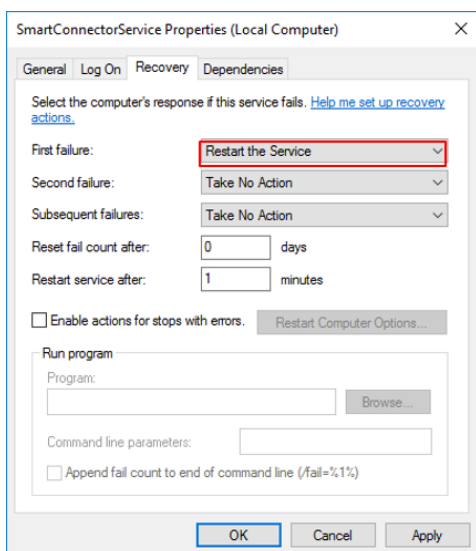 SmartConnectorService Properties (Local Computer)
General Log On Recovery Dependencies
Select the computer's response if this service fails. Help me set up recovery
actions.
First failure: Restart the Service
Second failure: Take No Action
Subsequent failures: Take No Action
Reset fail count after: 0 days
Restart service after: 1 minutes
Enable actions for stops with errors. Restart Computer Options...
Run program
Program:
Browse...
Command line parameters:
Append fail count to end of command line (/fail=%1%)
OK Cancel Apply